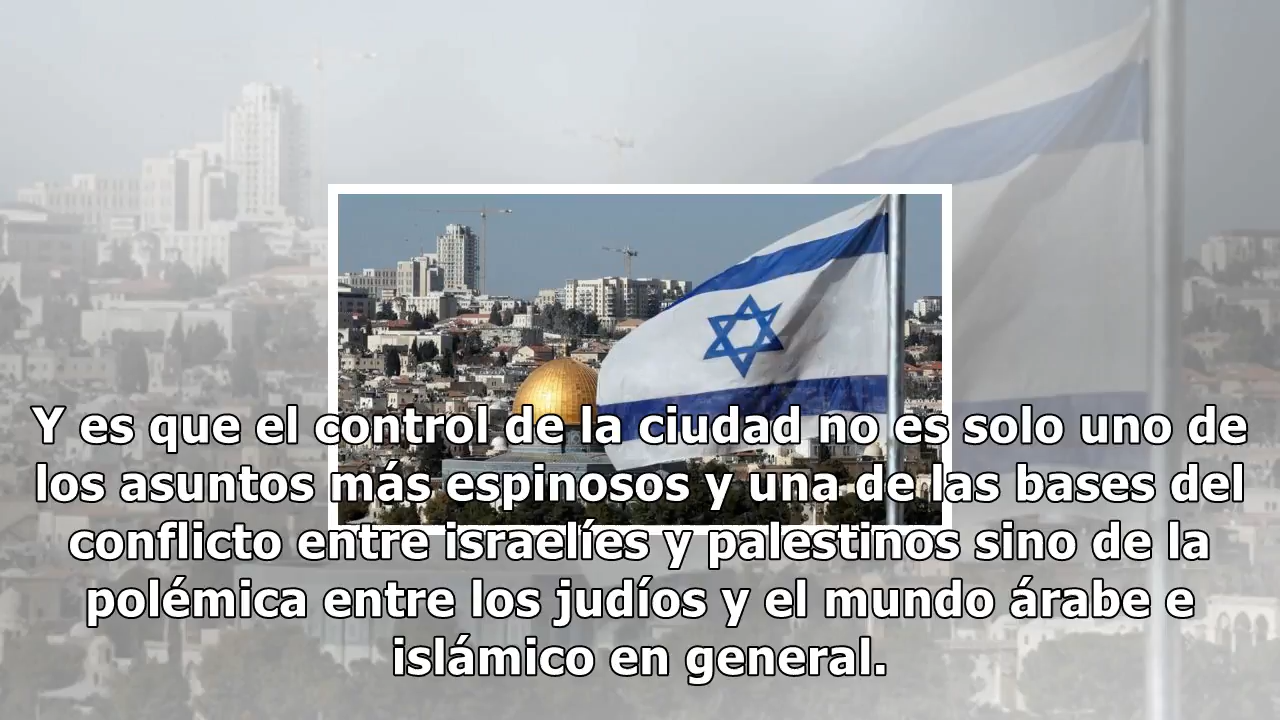 Y es que el control de la ciudad no es solo uno de
los asuntos más espinosos y una de las bases del
conflicto entre israelíes y palestinos sino de la
polémica entre los judíos y el mundo árabe e
islámico en general.